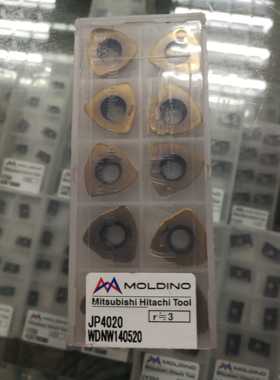 MOLDINO
Mitsubishi Hitachi Tool
r≒3
JP4020
WDNW140520